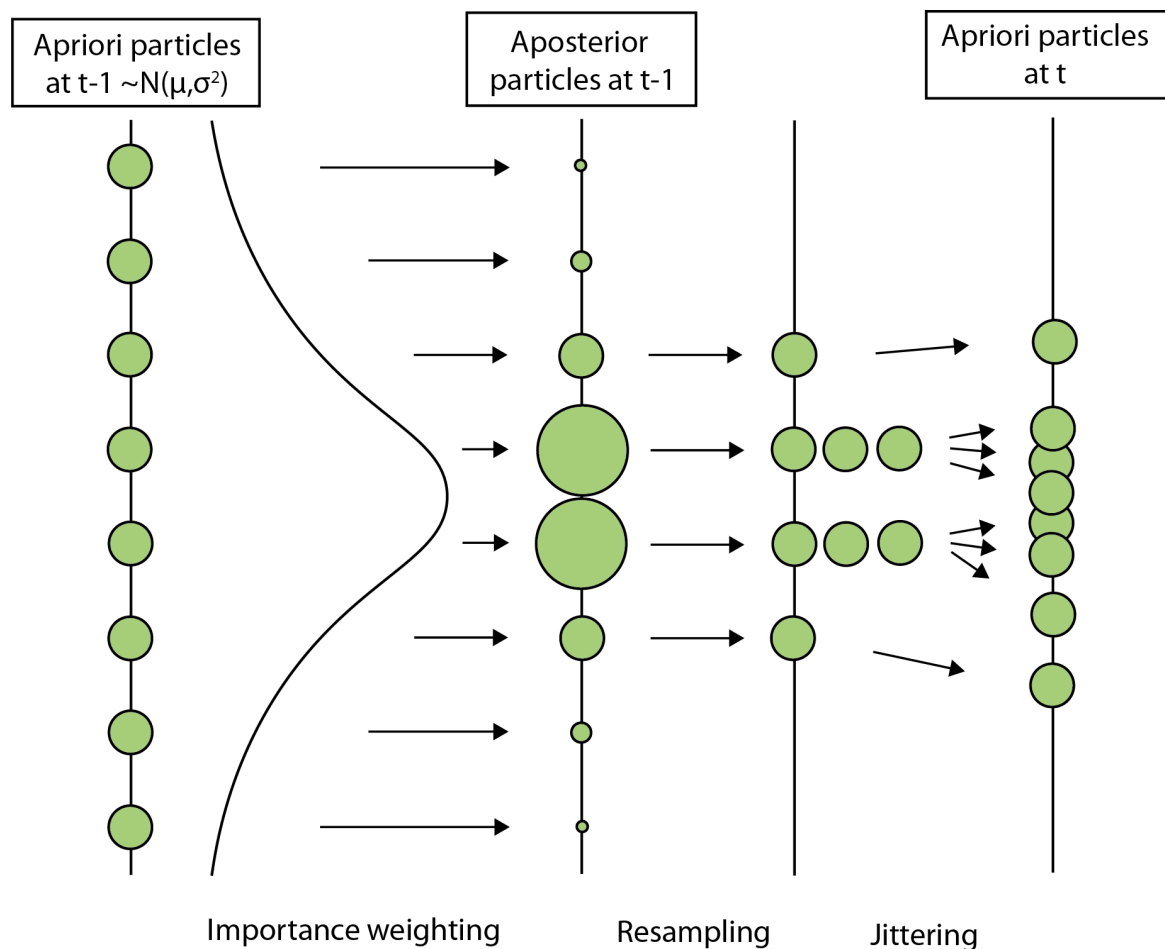 Apriori particles
at t-1 ~N(μ,σ²)
Aposterior
particles at t-1
Apriori particles
at t
Importance weighting
Resampling
Jittering